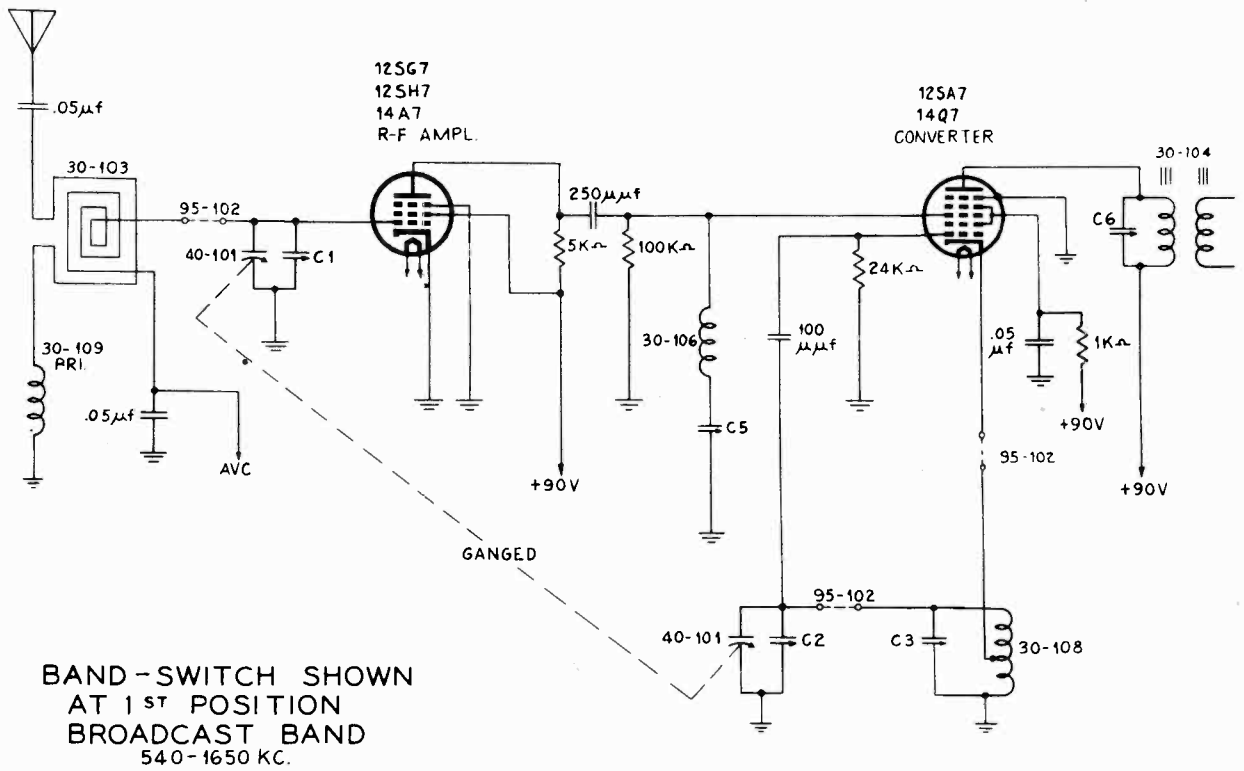 12SG7
12SH7
14A7
R-F AMPL.
12SA7
14Q7
CONVERTER
.05μf
30-103
95-102
40-101
C1
250μμf
5KΩ
100KΩ
30-104
C6
24KΩ
30-106
100
μμf
.05
μf
1KΩ
30-109
PRI.
.05μf
AVC
C5
+90V
+90V
+90V
95-102
GANGED
95-102
40-101
C2
C3
30-108
BAND-SWITCH SHOWN
AT 1ST POSITION
BROADCAST BAND
540-1650 KC.